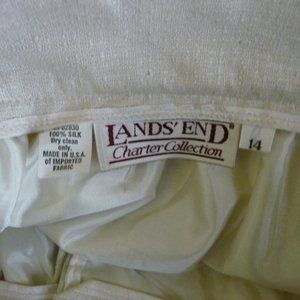 100% SILK
Dry clean
only.
MADE IN U.S.A.
of IMPORTED
FABRIC
LANDS' END®
Charter Collection
14